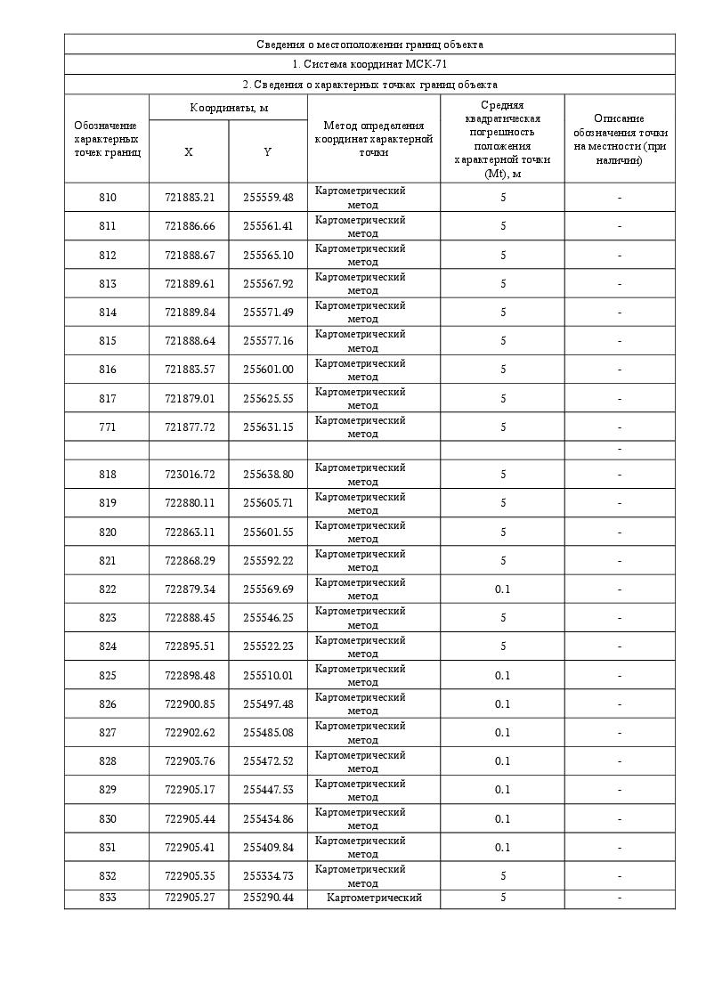 Сведения о местоположении границ объекта
1. Система координат МСК-71
2. Сведения о характерных точках границ объекта
Обозначение
характерных
точек границ
Координаты, м
X
Y
Метод определения
координат характерной
точки
Средняя
квадратическая
погрешность
положения
характерной точки
(Mt), м
Описание
обозначения точки
на местности (при
наличии)
810 721883.21 255559.48 Картометрический
метод 5 -
811 721886.66 255561.41 Картометрический
метод 5 -
812 721888.67 255565.10 Картометрический
метод 5 -
813 721889.61 255567.92 Картометрический
метод 5 -
814 721889.84 255571.49 Картометрический
метод 5 -
815 721888.64 255577.16 Картометрический
метод 5 -
816 721883.57 255601.00 Картометрический
метод 5 -
817 721879.01 255625.55 Картометрический
метод 5 -
771 721877.72 255631.15 Картометрический
метод 5 -
-
818 723016.72 255638.80 Картометрический
метод 5 -
819 722880.11 255605.71 Картометрический
метод 5 -
820 722863.11 255601.55 Картометрический
метод 5 -
821 722868.29 255592.22 Картометрический
метод 5 -
822 722879.34 255569.69 Картометрический
метод 0.1 -
823 722888.45 255546.25 Картометрический
метод 5 -
824 722895.51 255522.23 Картометрический
метод 5 -
825 722898.48 255510.01 Картометрический
метод 0.1 -
826 722900.85 255497.48 Картометрический
метод 0.1 -
827 722902.62 255485.08 Картометрический
метод 0.1 -
828 722903.76 255472.52 Картометрический
метод 0.1 -
829 722905.17 255447.53 Картометрический
метод 0.1 -
830 722905.44 255434.86 Картометрический
метод 0.1 -
831 722905.41 255409.84 Картометрический
метод 0.1 -
832 722905.35 255334.73 Картометрический
метод 5 -
833 722905.27 255290.44 Картометрический 5 -